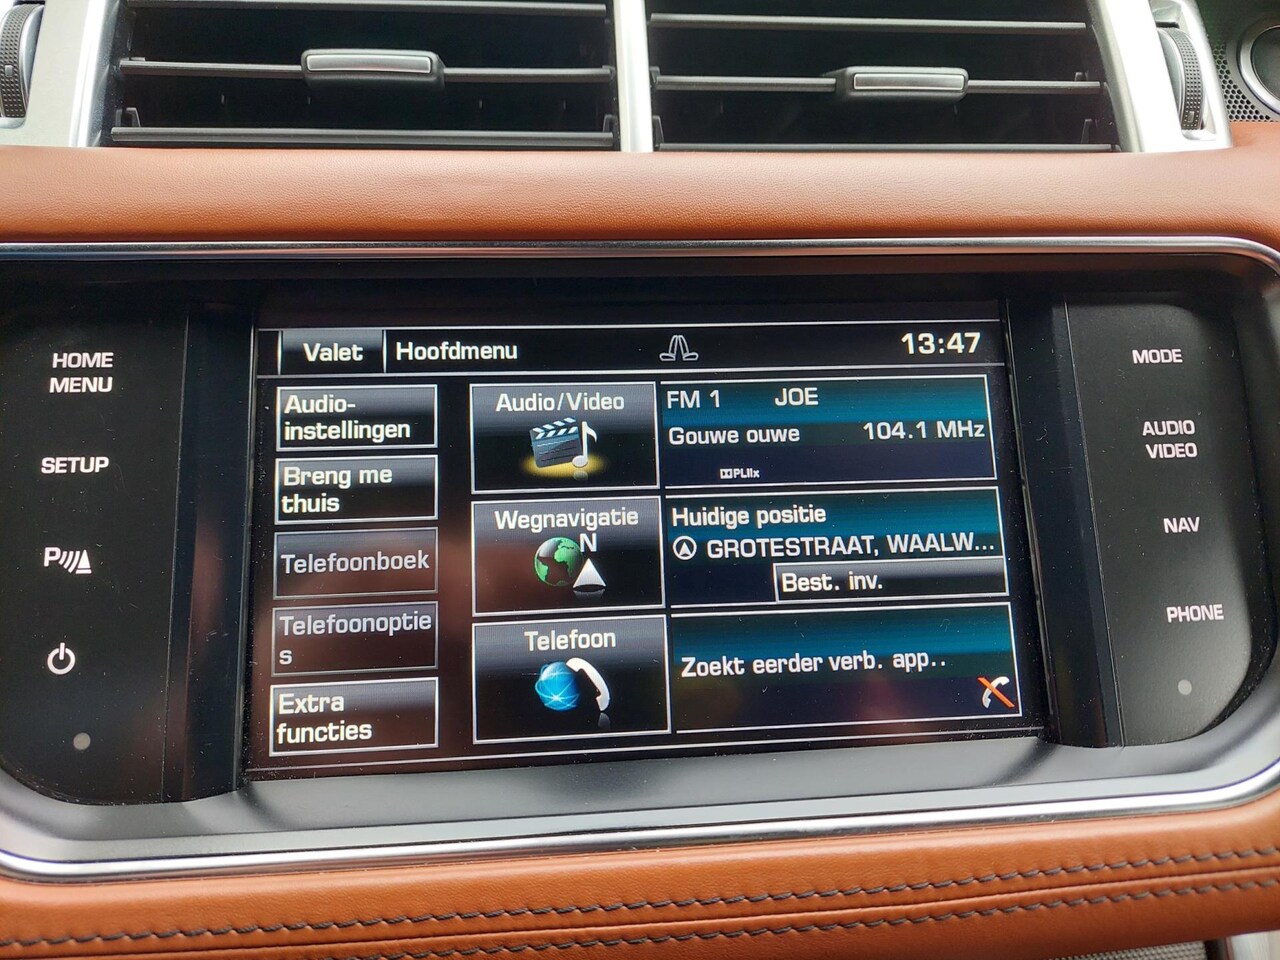 HOME
MENU
SETUP
P
Valet
Hoofdmenu
13:47
Audio-
instellingen
Breng me
thuis
Telefoonboek
Telefoonoptie
s
Extra
functies
Audio/Video
Wegnavigatie
N
Telefoon
FM 1 JOE
Gouwe ouwe 104.1 MHz
PLIIx
Huidige positie
GROTESTRAAT, WAALW...
Best. inv.
Zoekt eerder verb. app..
MODE
AUDIO
VIDEO
NAV
PHONE